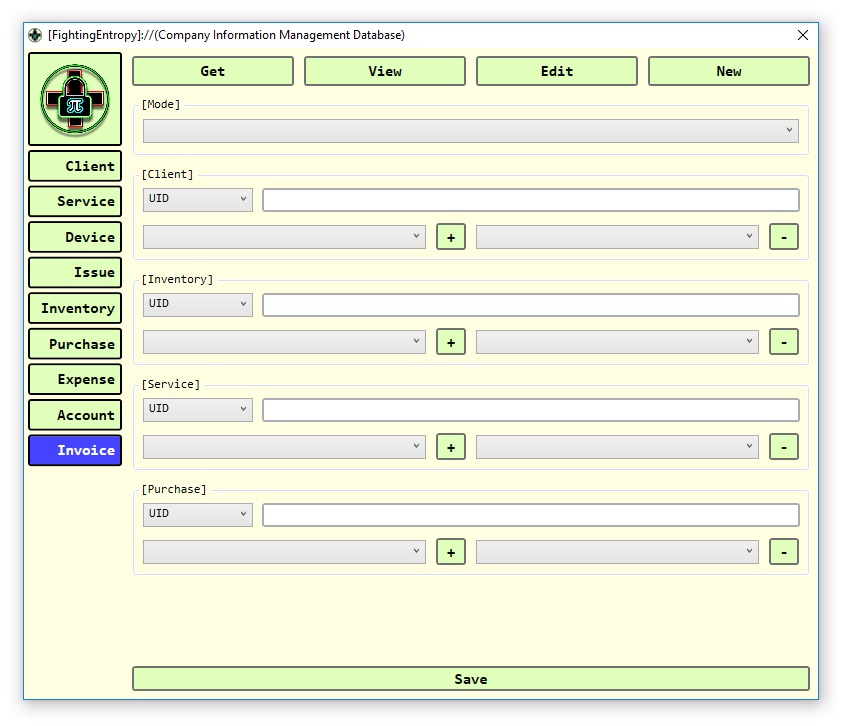 [FightingEntropy]://(Company Information Management Database)
π
Get View Edit New
Client
Service
Device
Issue
Inventory
Purchase
Expense
Account
Invoice
[Mode]
[Client]
UID
+ -
[Inventory]
UID
+ -
[Service]
UID
+ -
[Purchase]
UID
+ -
Save